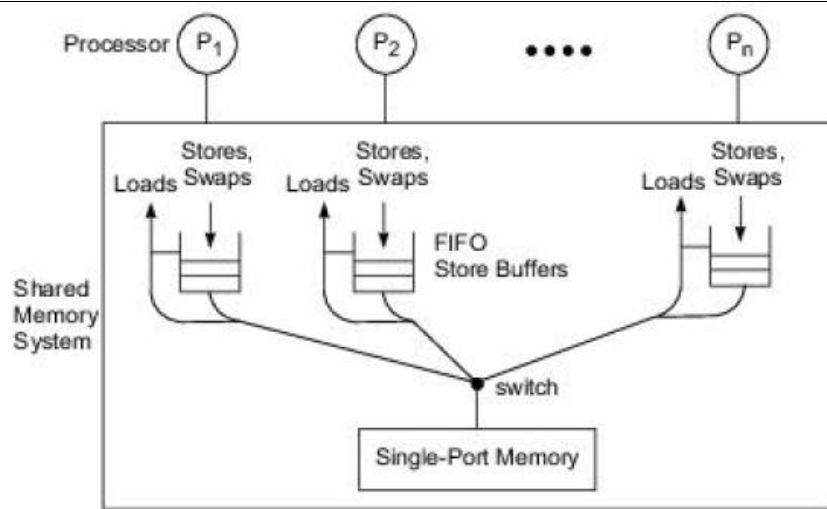 Processor P1 P2 Pn
Stores, Stores, Stores,
Swaps Swaps Swaps
Loads Loads Loads
FIFO
Store Buffers
Shared
Memory
System
switch
Single-Port Memory